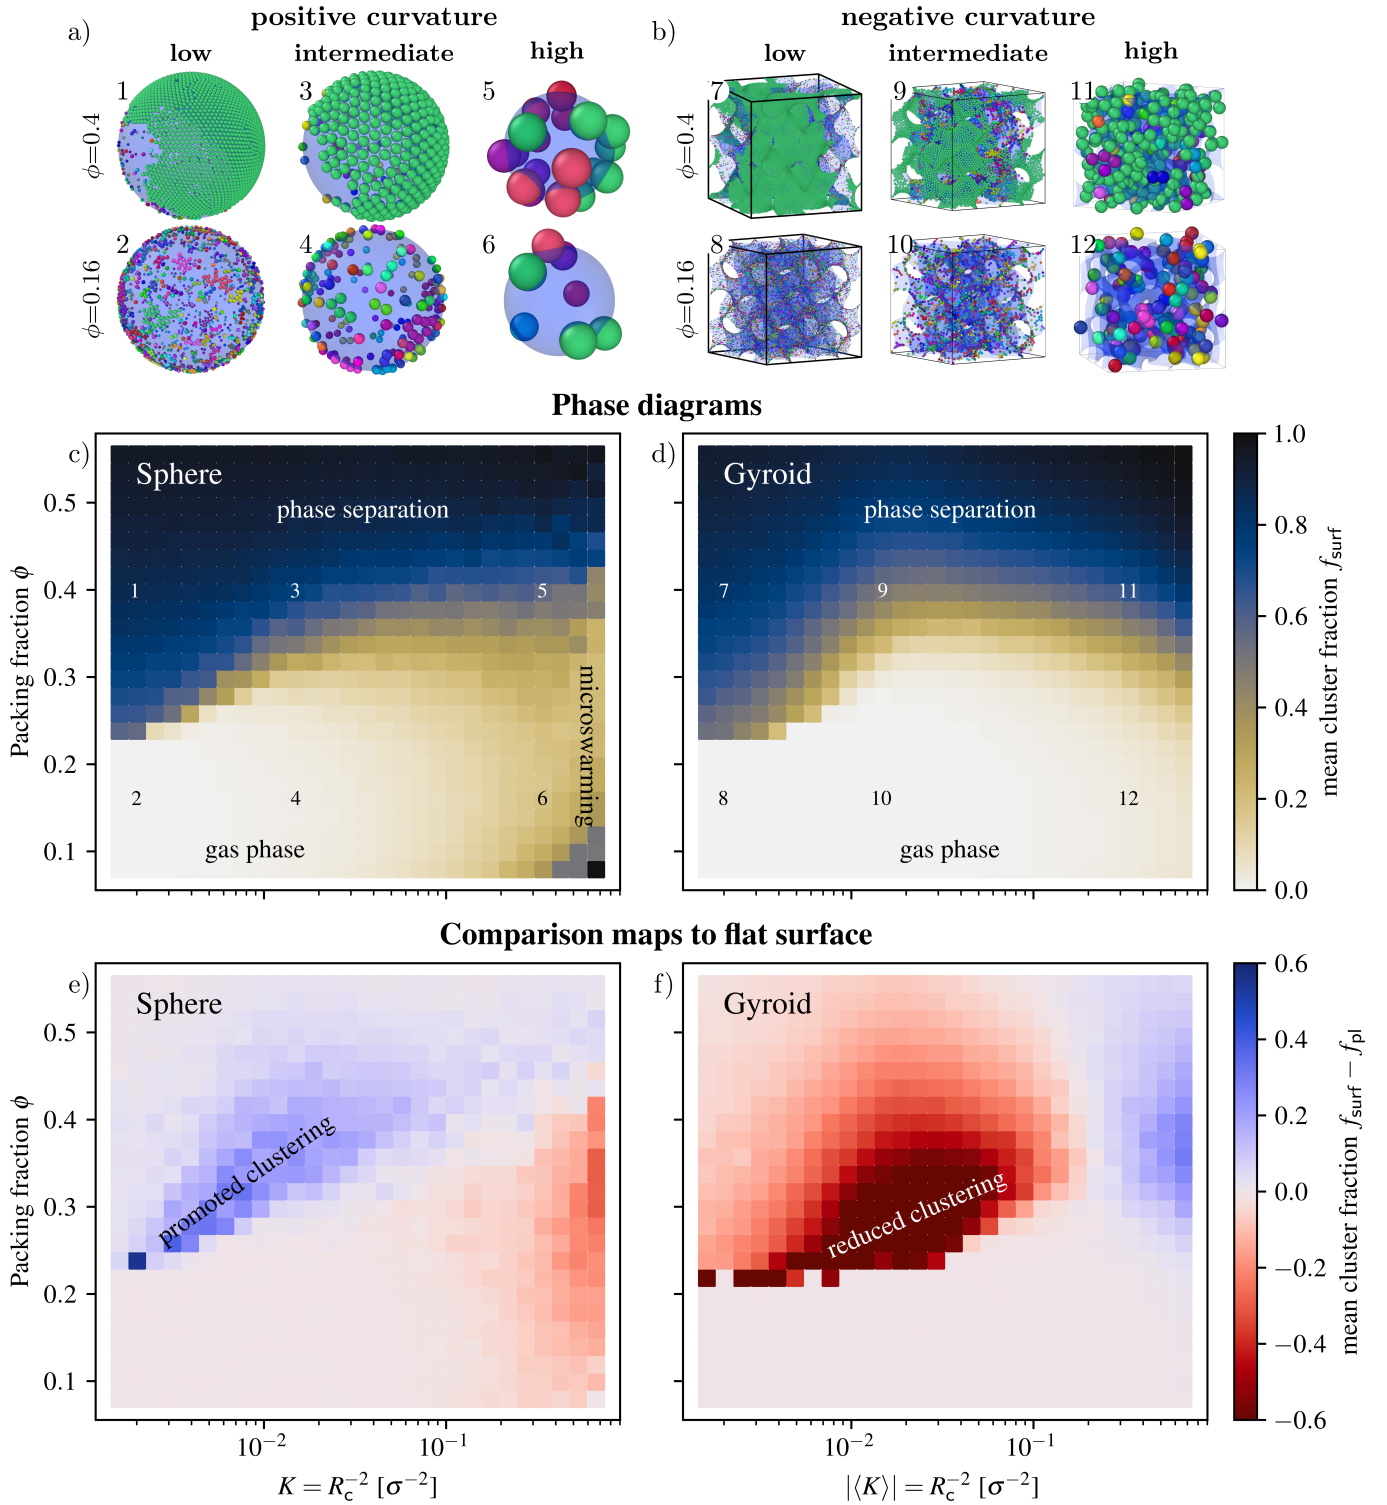 positive curvature
negative curvature
a)
low
intermediate
high
b)
low
intermediate
high
1
3
5
7
9
11
ϕ=0.4
ϕ=0.4
2
4
6
8
10
12
ϕ=0.16
ϕ=0.16
Phase diagrams
c)
Sphere
phase separation
1
3
5
2
4
6
gas phase
microswarming
0.5
0.4
0.3
0.2
0.1
Packing fraction ϕ
d)
Gyroid
phase separation
7
9
11
8
10
12
gas phase
1.0
0.8
0.6
0.4
0.2
0.0
mean cluster fraction f_surf
Comparison maps to flat surface
e)
Sphere
promoted clustering
0.5
0.4
0.3
0.2
0.1
Packing fraction ϕ
10⁻²
10⁻¹
K = R_c⁻² [σ⁻²]
f)
Gyroid
reduced clustering
10⁻²
10⁻¹
|⟨K⟩| = R_c⁻² [σ⁻²]
0.6
0.4
0.2
0.0
−0.2
−0.4
−0.6
mean cluster fraction f_surf − f_pl